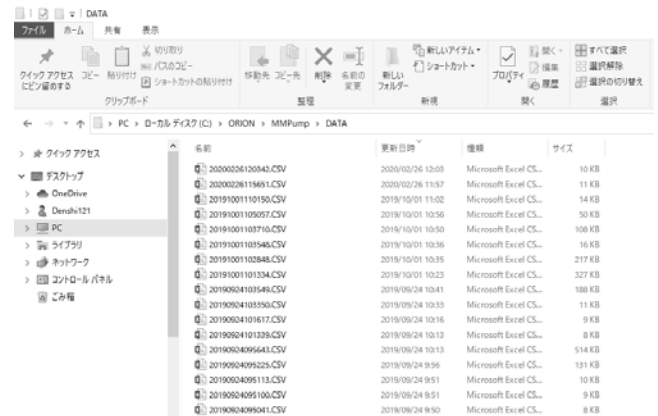 DATA
ファイル ホーム 共有 表示
クイック アクセスにピン留めする コピー 貼り付け 切り取り パスのコピー ショートカットの貼り付け
移動先 コピー先 削除 名前の変更
新しいフォルダー 新しいアイテム ショートカット
プロパティ 開く 編集 履歴
すべて選択 選択解除 選択の切り替え
クリップボード 整理 新規 開く 選択
PC › ローカル ディスク (C:) › ORION › MMPump › DATA
クイック アクセス
デスクトップ
OneDrive
Denshi121
PC
ライブラリ
ネットワーク
コントロール パネル
ごみ箱
名前 更新日時 種類 サイズ
20200226120342.CSV 2020/02/26 12:03 Microsoft Excel CS... 10 KB
20200226115651.CSV 2020/02/26 11:57 Microsoft Excel CS... 11 KB
20191001110150.CSV 2019/10/01 11:02 Microsoft Excel CS... 14 KB
20191001105057.CSV 2019/10/01 10:56 Microsoft Excel CS... 50 KB
20191001103710.CSV 2019/10/01 10:50 Microsoft Excel CS... 108 KB
20191001103548.CSV 2019/10/01 10:36 Microsoft Excel CS... 16 KB
20191001102848.CSV 2019/10/01 10:35 Microsoft Excel CS... 217 KB
20191001101334.CSV 2019/10/01 10:23 Microsoft Excel CS... 327 KB
20190924103549.CSV 2019/09/24 10:41 Microsoft Excel CS... 188 KB
20190924103350.CSV 2019/09/24 10:33 Microsoft Excel CS... 11 KB
20190924101617.CSV 2019/09/24 10:16 Microsoft Excel CS... 9 KB
20190924101339.CSV 2019/09/24 10:13 Microsoft Excel CS... 8 KB
20190924095643.CSV 2019/09/24 10:13 Microsoft Excel CS... 514 KB
20190924095225.CSV 2019/09/24 9:56 Microsoft Excel CS... 131 KB
20190924095113.CSV 2019/09/24 9:51 Microsoft Excel CS... 10 KB
20190924095100.CSV 2019/09/24 9:51 Microsoft Excel CS... 9 KB
20190924095041.CSV 2019/09/24 9:50 Microsoft Excel CS... 8 KB